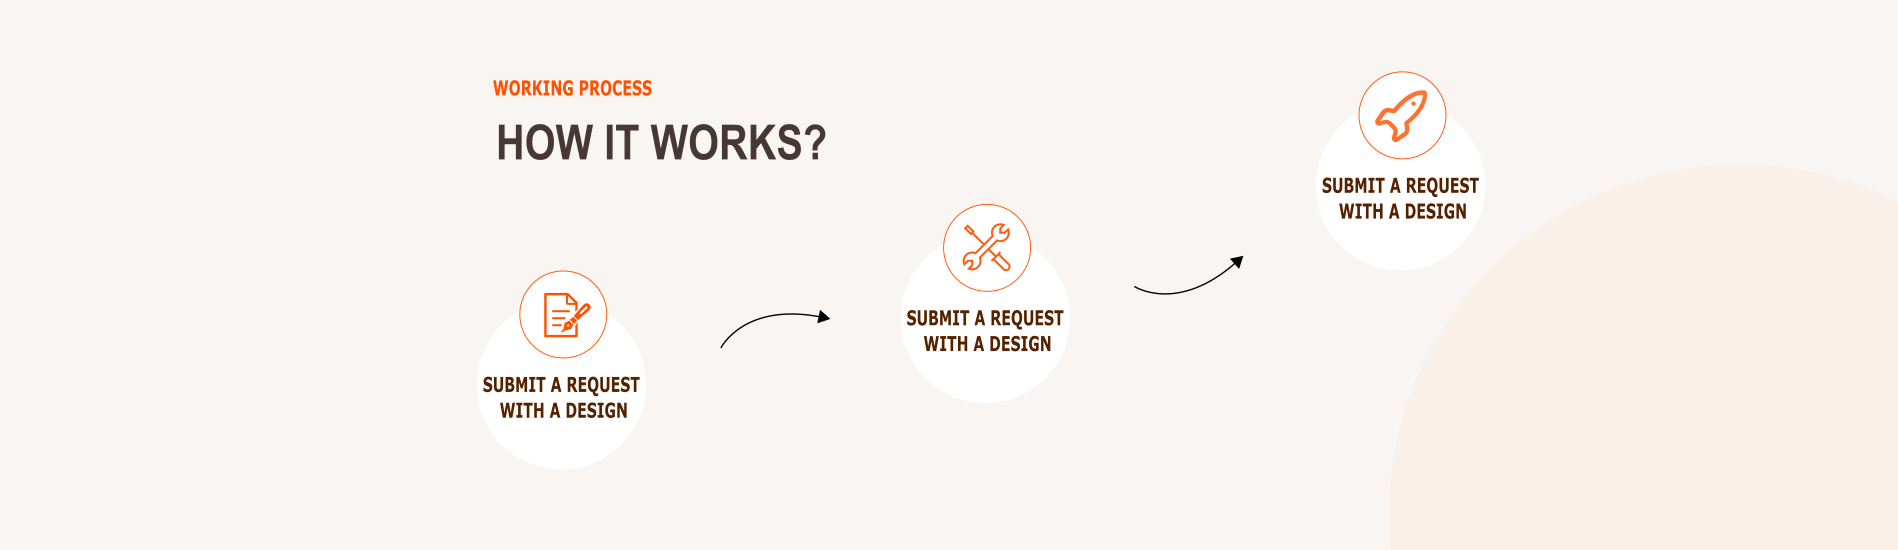 WORKING PROCESS
HOW IT WORKS?
SUBMIT A REQUEST
WITH A DESIGN
SUBMIT A REQUEST
WITH A DESIGN
SUBMIT A REQUEST
WITH A DESIGN